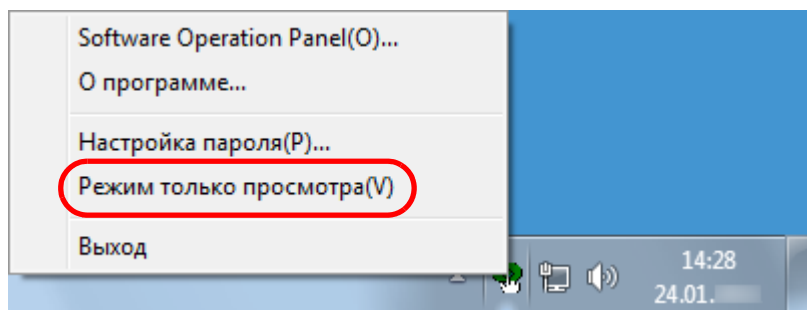 Software Operation Panel(O)...
О программе...
Настройка пароля(P)...
Режим только просмотра(V)
Выход
14:28
24.01.